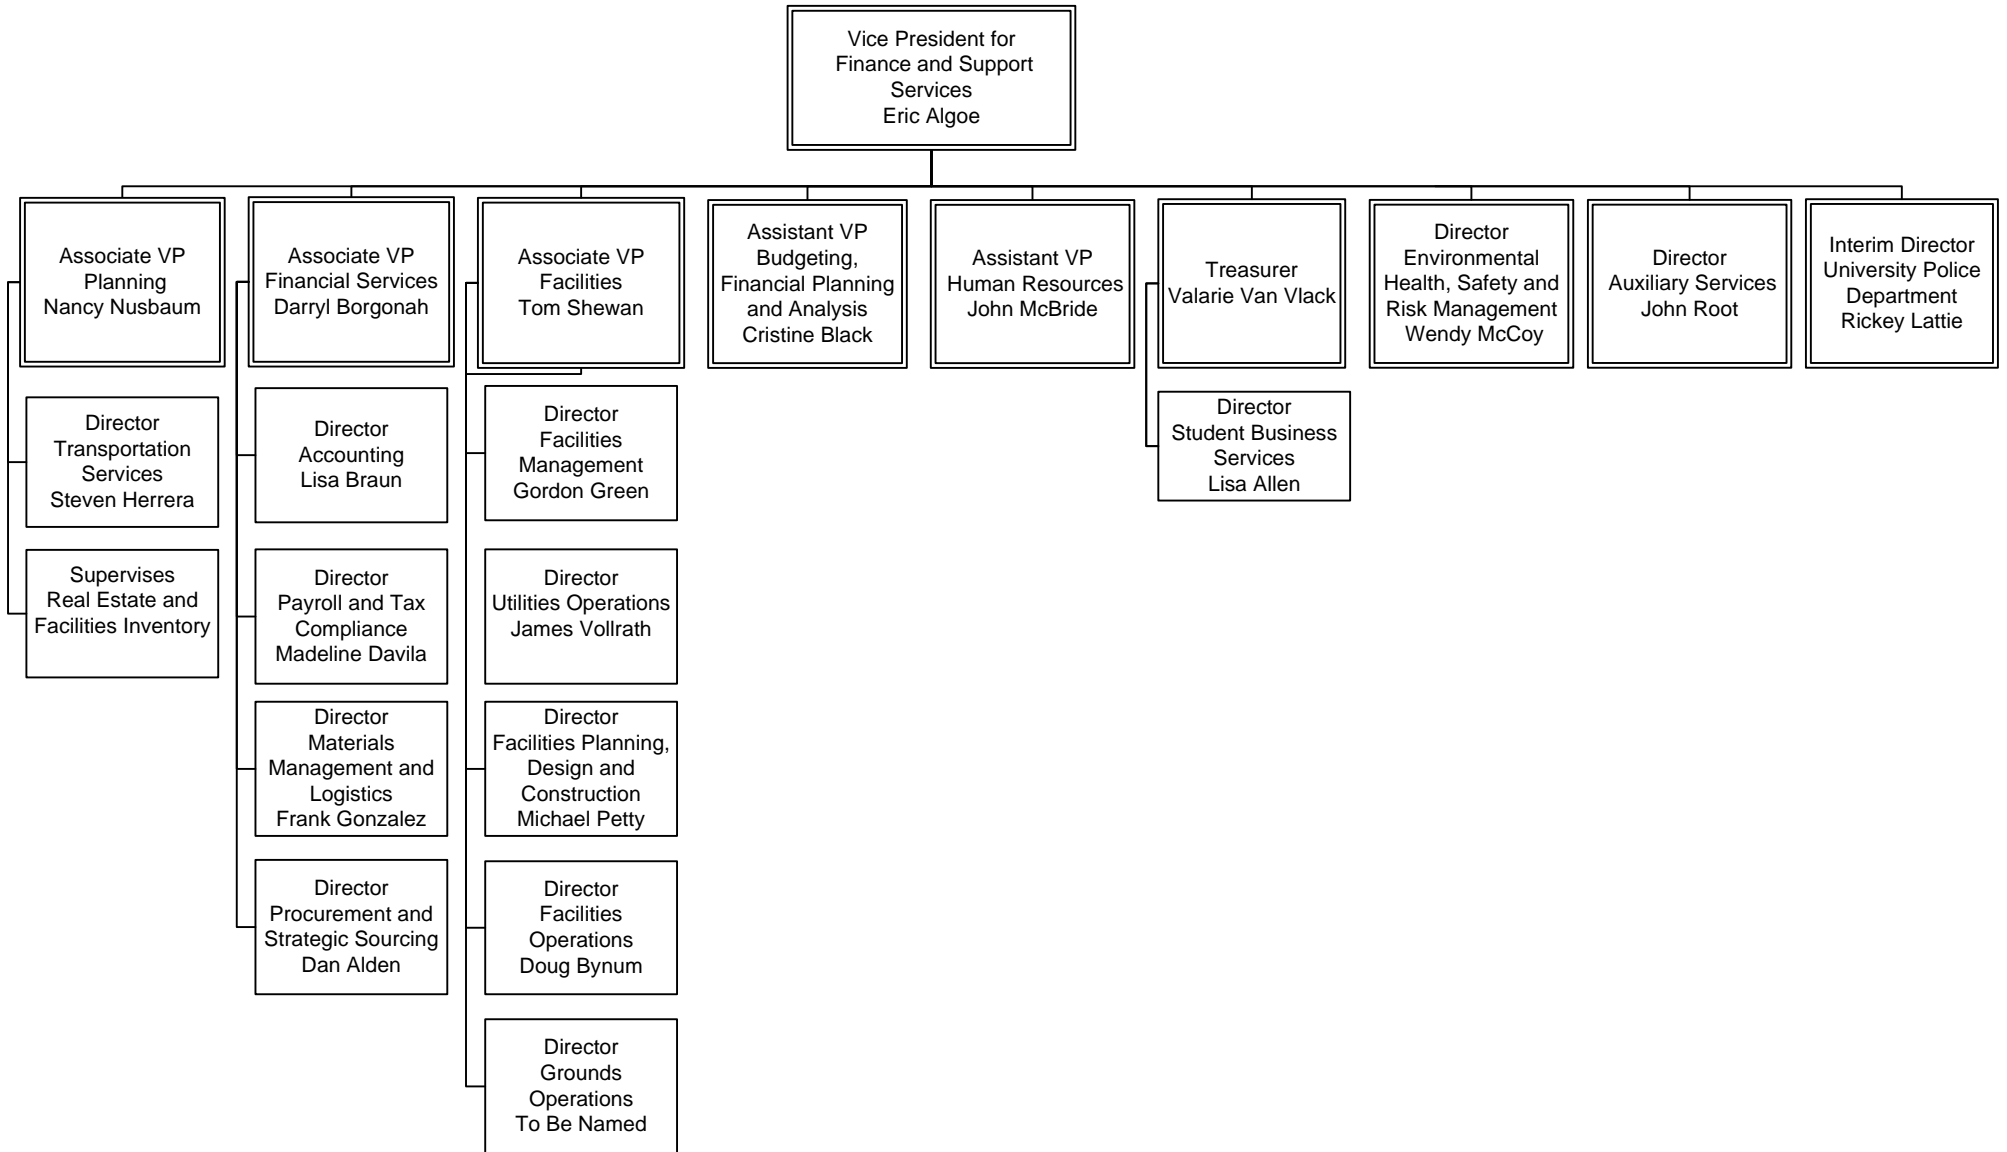 Vice President for
Finance and Support
Services
Eric Algoe
Associate VP
Planning
Nancy Nusbaum
Associate VP
Financial Services
Darryl Borgonah
Associate VP
Facilities
Tom Shewan
Assistant VP
Budgeting,
Financial Planning
and Analysis
Cristine Black
Assistant VP
Human Resources
John McBride
Treasurer
Valarie Van Vlack
Director
Environmental
Health, Safety and
Risk Management
Wendy McCoy
Director
Auxiliary Services
John Root
Interim Director
University Police
Department
Rickey Lattie
Director
Transportation
Services
Steven Herrera
Supervises
Real Estate and
Facilities Inventory
Director
Accounting
Lisa Braun
Director
Payroll and Tax
Compliance
Madeline Davila
Director
Materials
Management and
Logistics
Frank Gonzalez
Director
Procurement and
Strategic Sourcing
Dan Alden
Director
Facilities
Management
Gordon Green
Director
Utilities Operations
James Vollrath
Director
Facilities Planning,
Design and
Construction
Michael Petty
Director
Facilities
Operations
Doug Bynum
Director
Grounds
Operations
To Be Named
Director
Student Business
Services
Lisa Allen